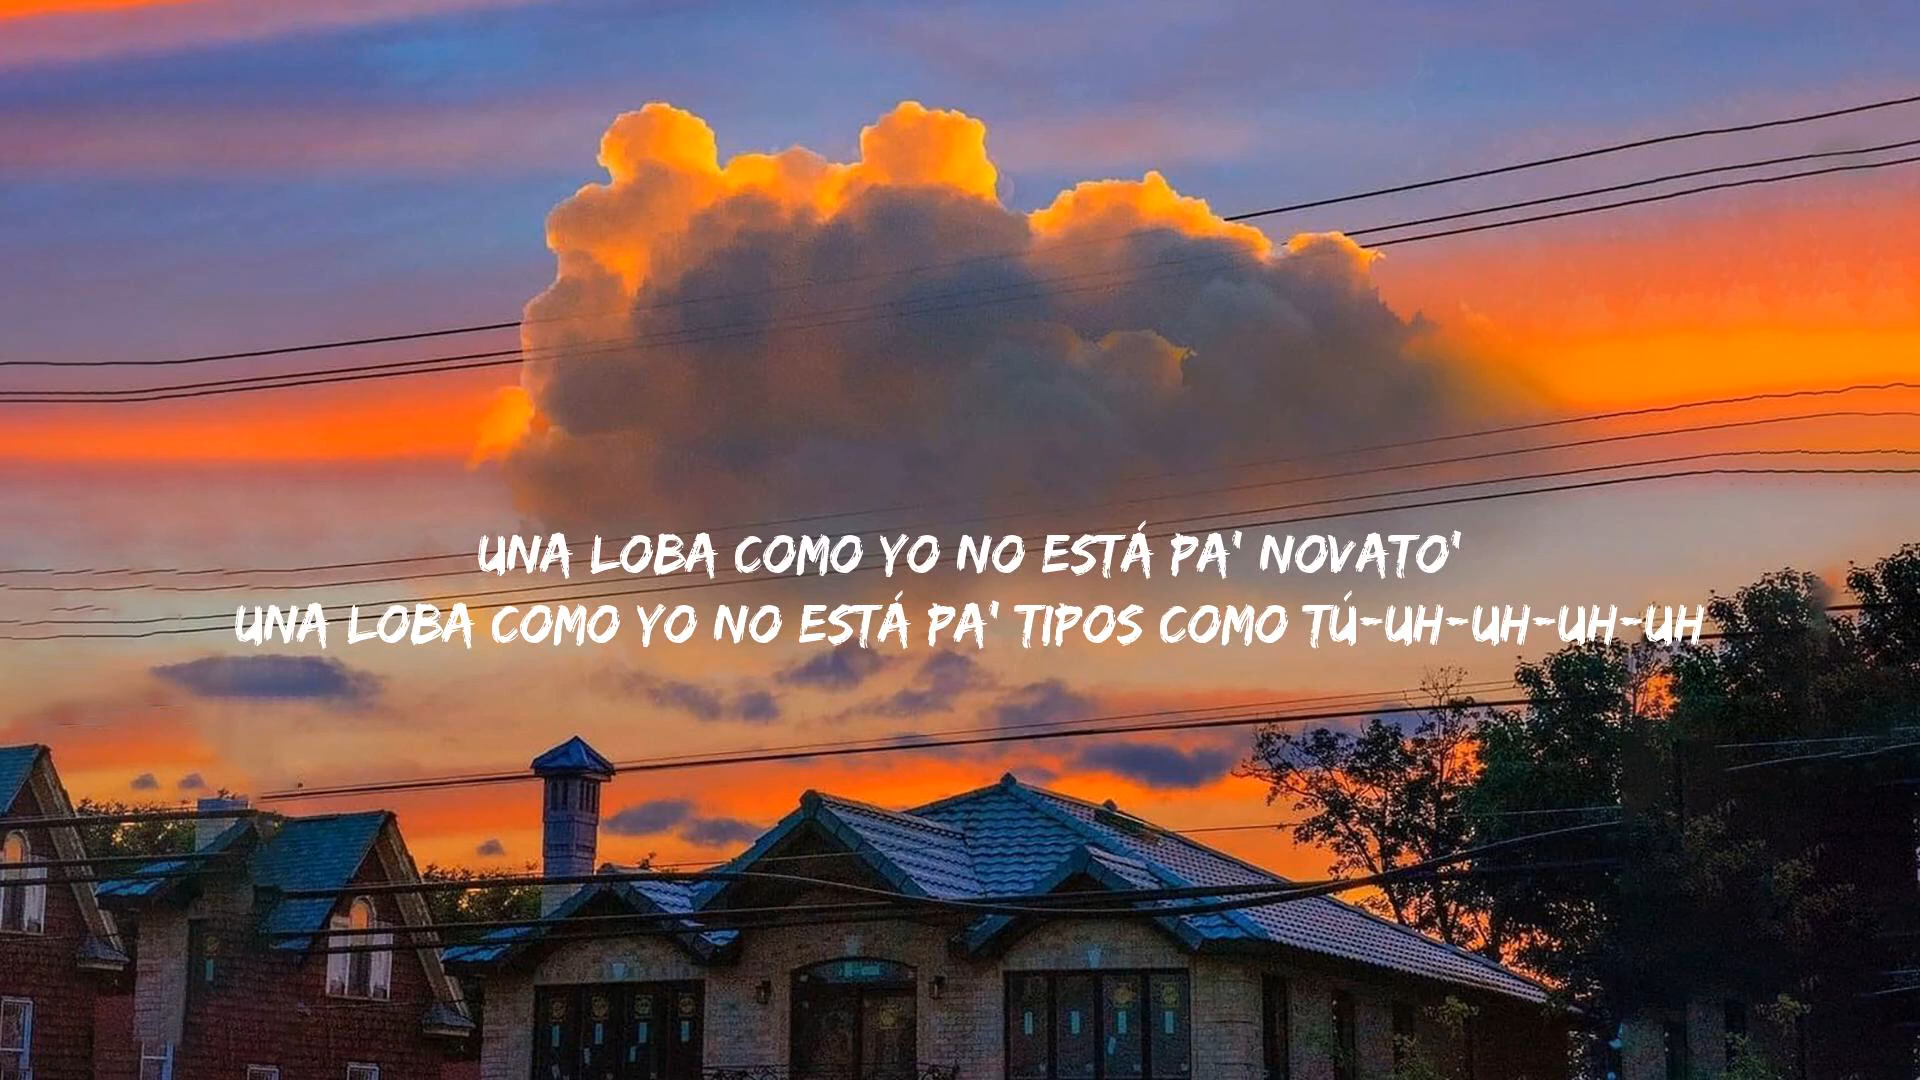 UNA LOBA COMO YO NO ESTÁ PA' NOVATO'
UNA LOBA COMO YO NO ESTÁ PA' TIPOS COMO TÚ-UH-UH-UH-UH